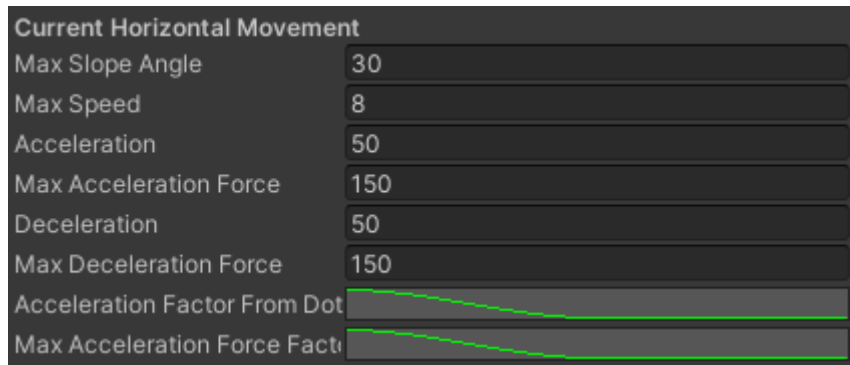 Current Horizontal Movement
Max Slope Angle 30
Max Speed 8
Acceleration 50
Max Acceleration Force 150
Deceleration 50
Max Deceleration Force 150
Acceleration Factor From Dot
Max Acceleration Force